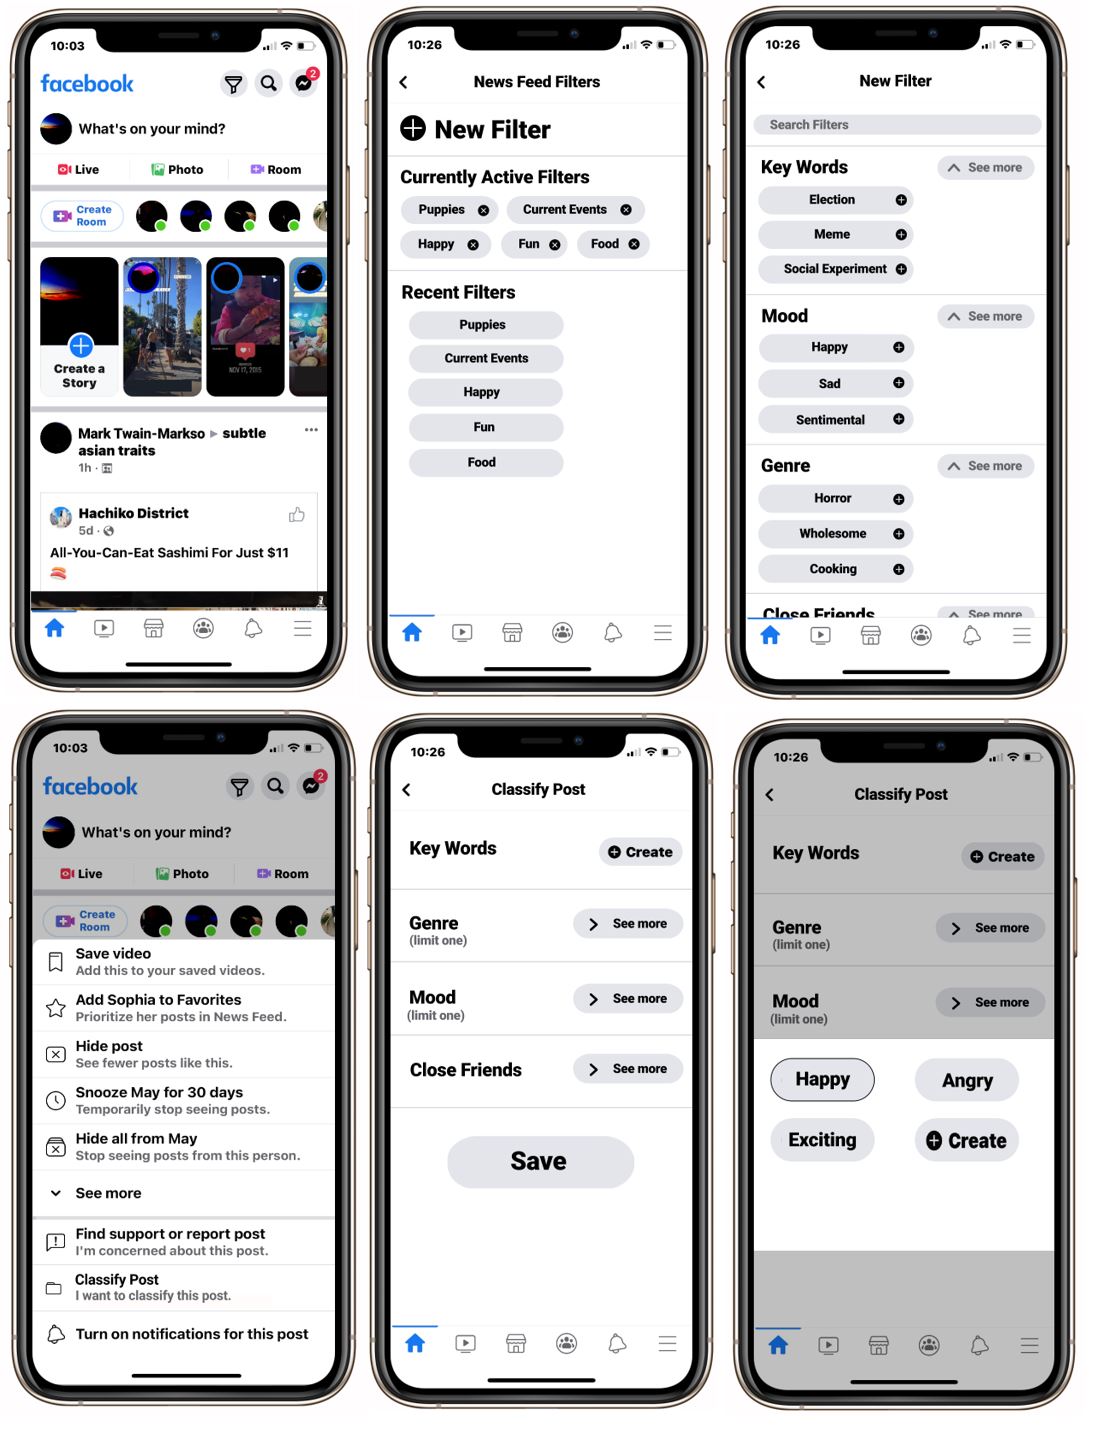 10:03
facebook
2
What's on your mind?
Live
Photo
Room
Create
Room
NOV 17, 2015
Create a
Story
Mark Twain-Markso ▸ subtle
asian traits
1h ·
Hachiko District
5d ·
All-You-Can-Eat Sashimi For Just $11
10:26
News Feed Filters
New Filter
Currently Active Filters
Puppies
Current Events
Happy
Fun
Food
Recent Filters
Puppies
Current Events
Happy
Fun
Food
10:26
New Filter
Search Filters
Key Words
See more
Election
Meme
Social Experiment
Mood
See more
Happy
Sad
Sentimental
Genre
See more
Horror
Wholesome
Cooking
Close Friends
See more
10:03
facebook
2
What's on your mind?
Live
Photo
Room
Create
Room
Save video
Add this to your saved videos.
Add Sophia to Favorites
Prioritize her posts in News Feed.
Hide post
See fewer posts like this.
Snooze May for 30 days
Temporarily stop seeing posts.
Hide all from May
Stop seeing posts from this person.
See more
Find support or report post
I'm concerned about this post.
Classify Post
I want to classify this post.
Turn on notifications for this post
10:26
Classify Post
Key Words
Create
Genre
(limit one)
See more
Mood
(limit one)
See more
Close Friends
See more
Save
10:26
Classify Post
Key Words
Create
Genre
(limit one)
See more
Mood
(limit one)
See more
Happy
Angry
Exciting
Create